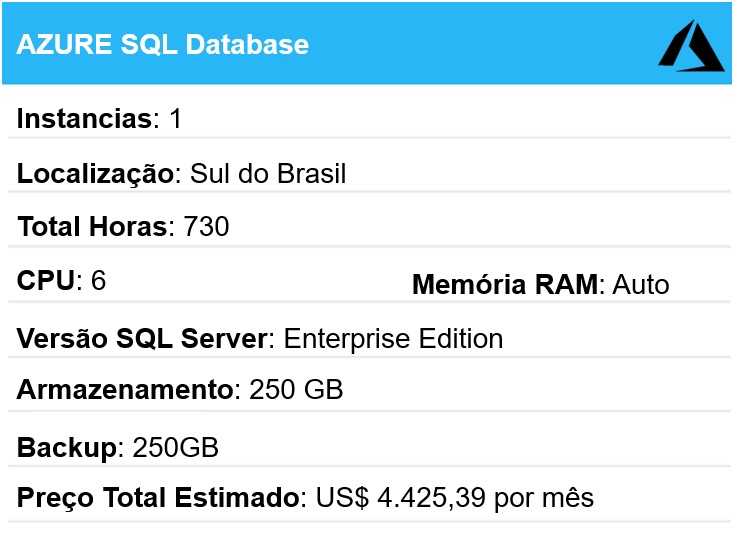 AZURE SQL Database
Instancias: 1
Localização: Sul do Brasil
Total Horas: 730
CPU: 6 Memória RAM: Auto
Versão SQL Server: Enterprise Edition
Armazenamento: 250 GB
Backup: 250GB
Preço Total Estimado: US$ 4.425,39 por mês